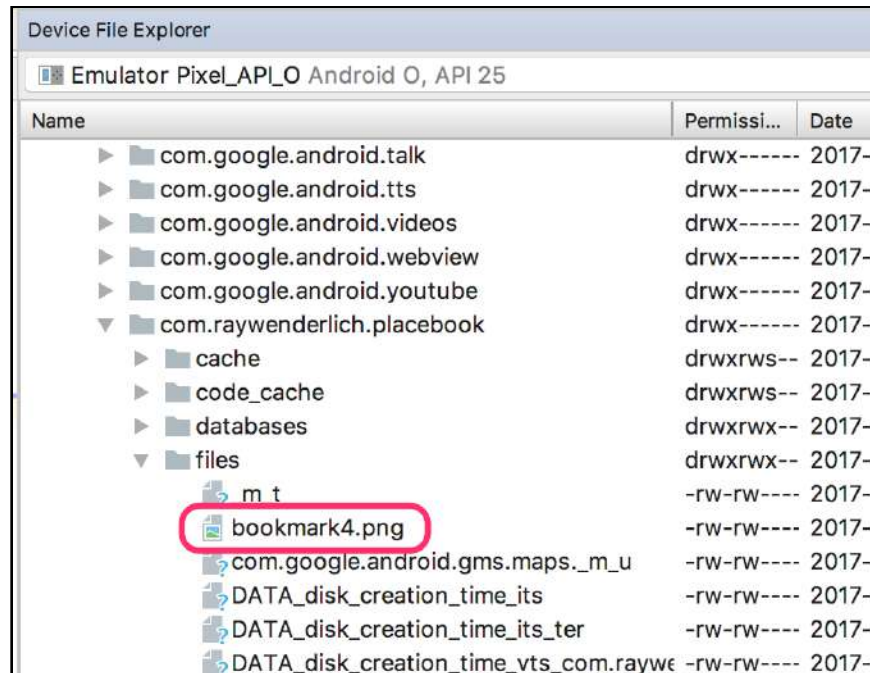 Device File Explorer
Emulator Pixel_API_O Android O, API 25
Name Permissi... Date
com.google.android.talk drwx------ 2017-
com.google.android.tts drwx------ 2017-
com.google.android.videos drwx------ 2017-
com.google.android.webview drwx------ 2017-
com.google.android.youtube drwx------ 2017-
com.raywenderlich.placebook drwx------ 2017-
cache drwxrws-- 2017-
code_cache drwxrws-- 2017-
databases drwxrwx-- 2017-
files drwxrwx-- 2017-
_m_t -rw-rw---- 2017-
bookmark4.png -rw-rw---- 2017-
com.google.android.gms.maps._m_u -rw-rw---- 2017-
DATA_disk_creation_time_its -rw-rw---- 2017-
DATA_disk_creation_time_its_ter -rw-rw---- 2017-
DATA_disk_creation_time_vts_com.raywe -rw-rw---- 2017-